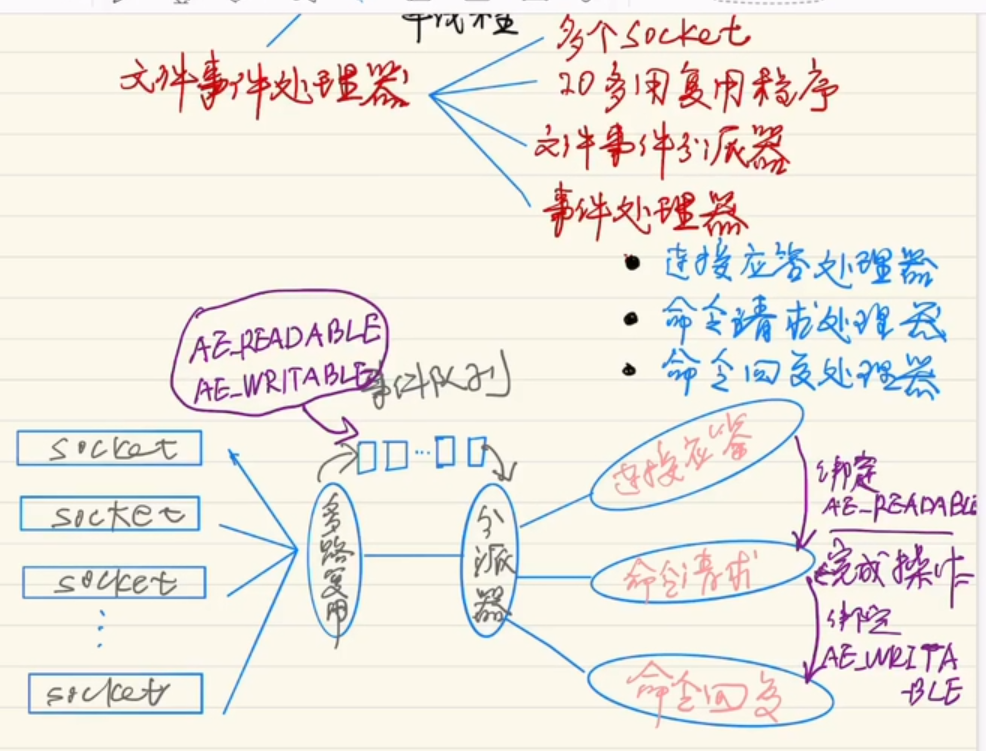 单线程
多个socket
文件事件处理器
IO多用复用程序
文件事件分派器
事件处理器
连接应答处理器
命令请求处理器
命令回复处理器
AE_READABLE
AE_WRITABLE
事件队列
socket
socket
socket
socket
多路复用
分派器
连接应答
命令请求
命令回复
绑定
AE_READABLE
完成操作
绑定
AE_WRITA
-BLE